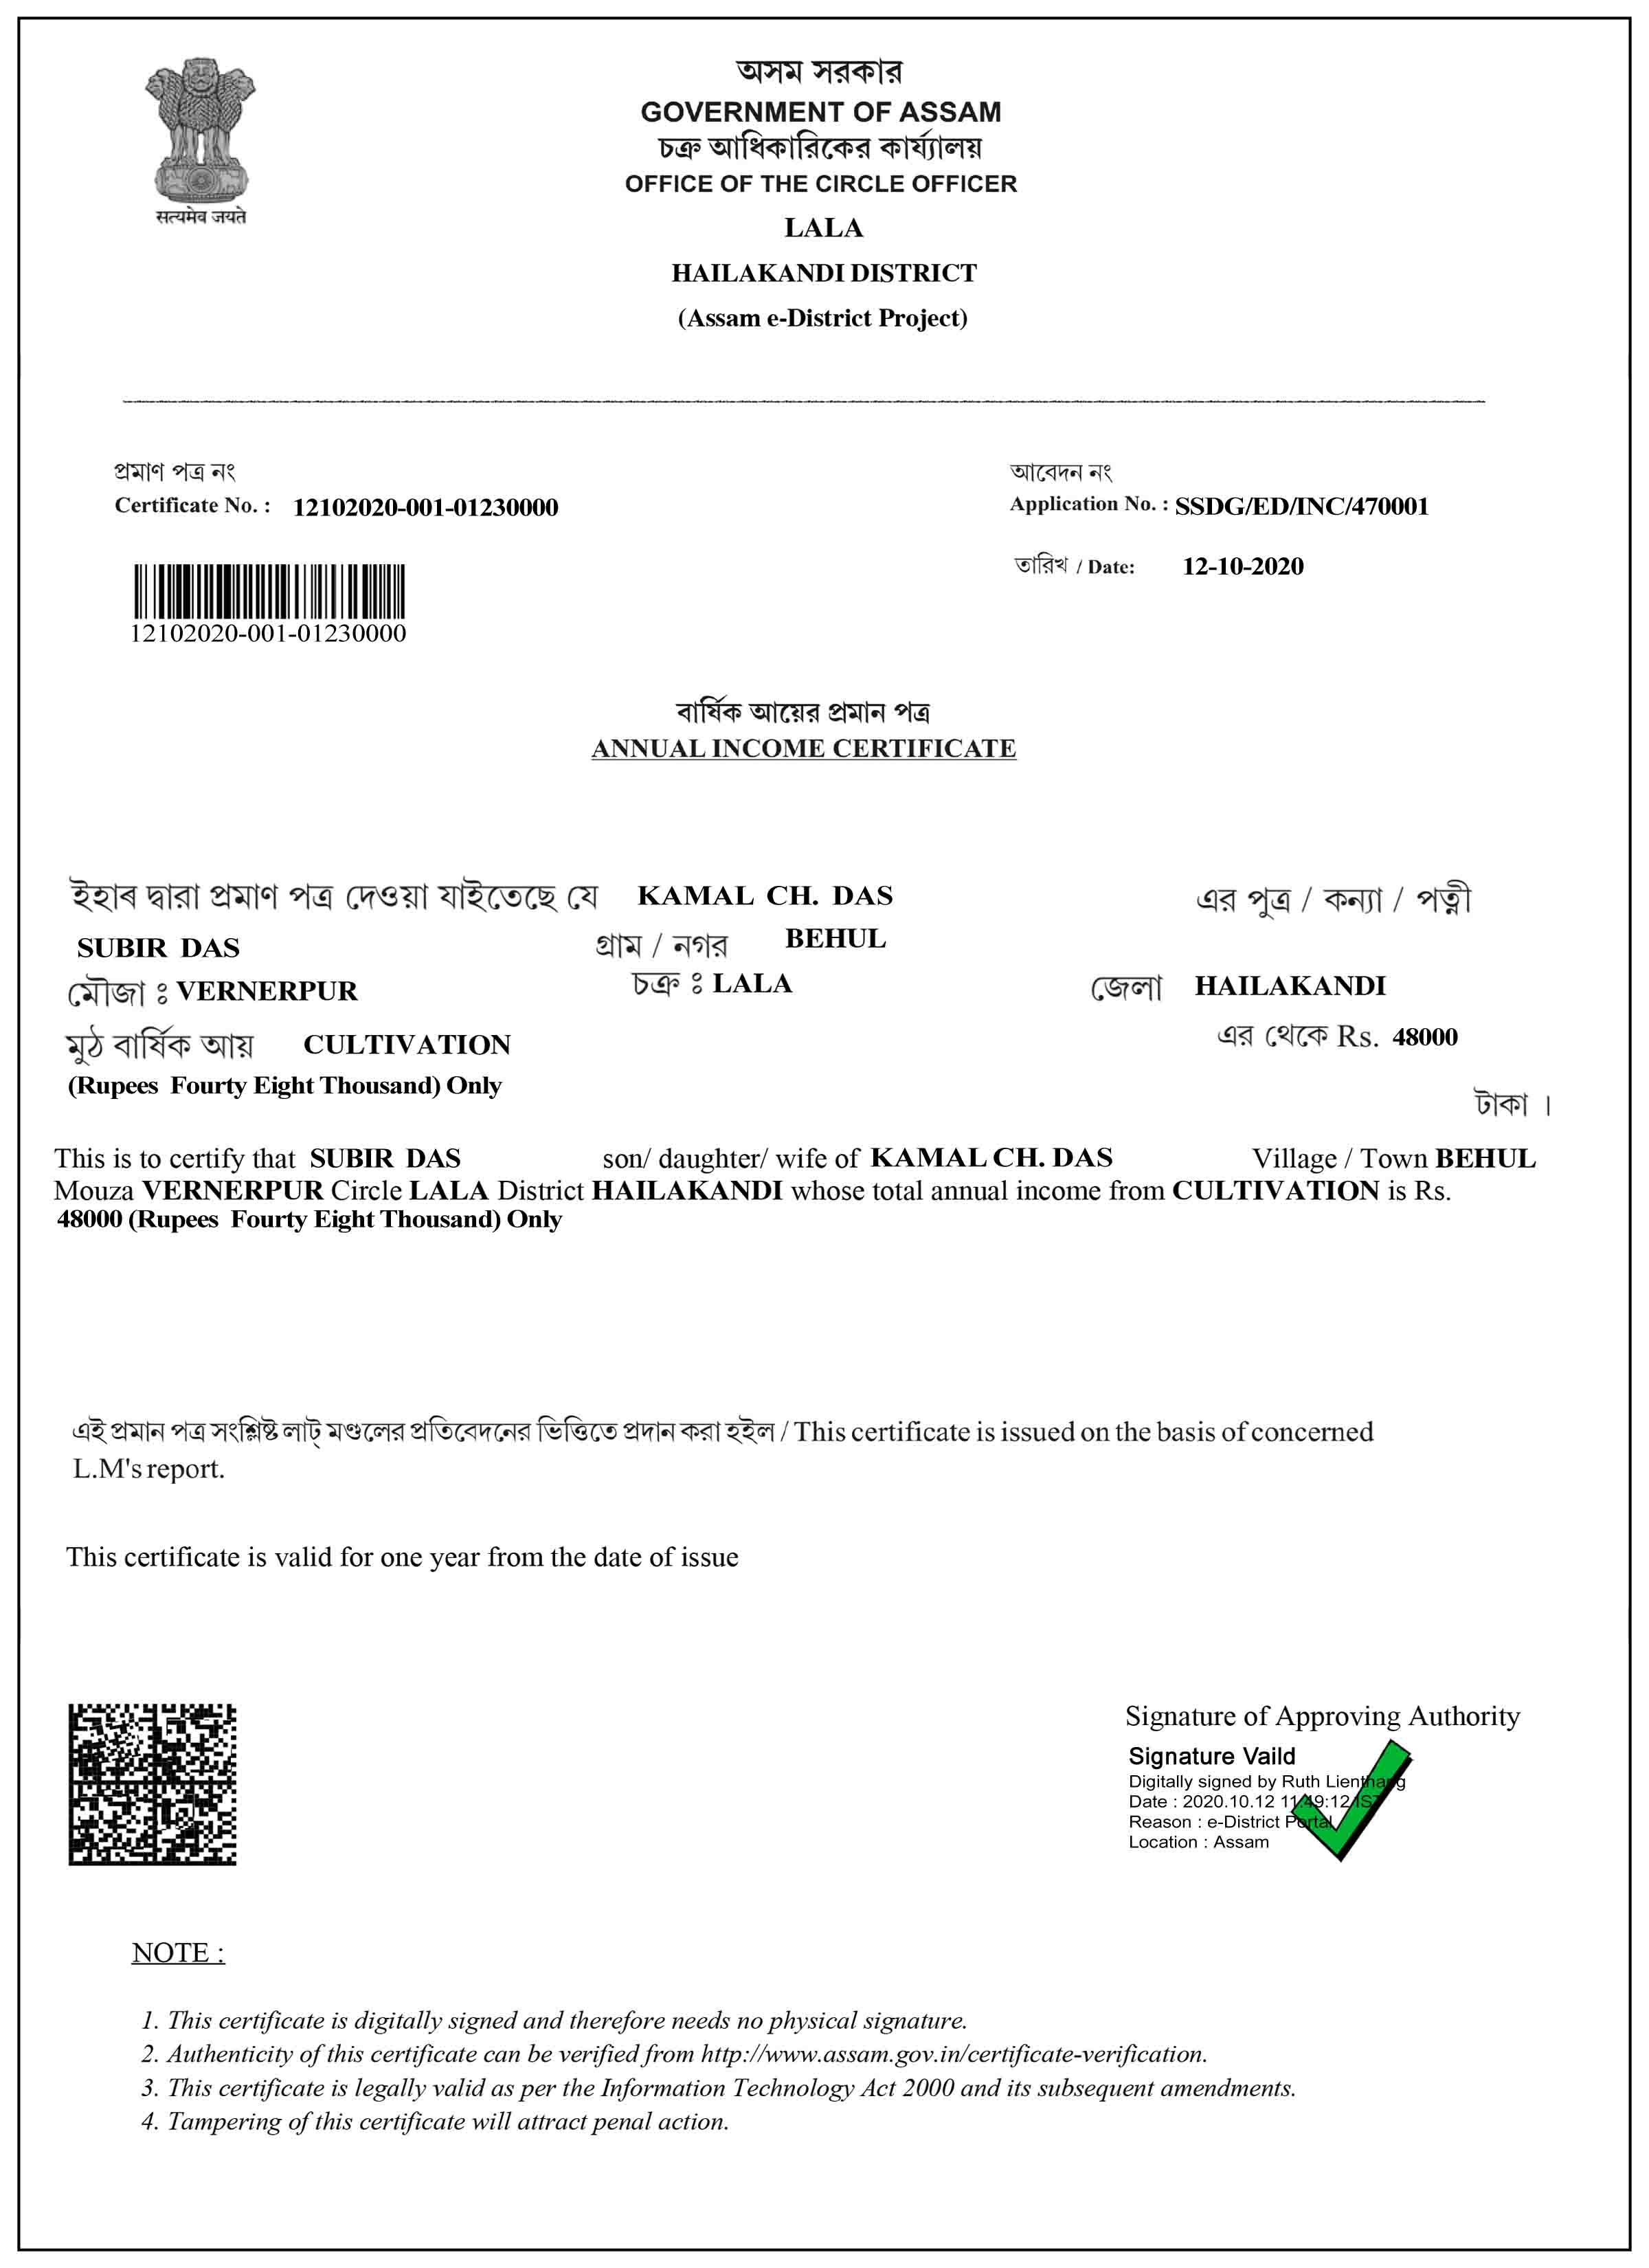 सत्यमेव जयते
অসম সরকার
GOVERNMENT OF ASSAM
চক্র আধিকারিকের কার্য্যালয়
OFFICE OF THE CIRCLE OFFICER
LALA
HAILAKANDI DISTRICT
(Assam e-District Project)
প্রমাণ পত্র নং
Certificate No. : 12102020-001-01230000
আবেদন নং
Application No. : SSDG/ED/INC/470001
তারিখ / Date: 12-10-2020
12102020-001-01230000
বার্ষিক আয়ের প্রমান পত্র
ANNUAL INCOME CERTIFICATE
ইহাৰ দ্বারা প্রমাণ পত্র দেওয়া যাইতেছে যে KAMAL CH. DAS এর পুত্র / কন্যা / পত্নী
SUBIR DAS গ্রাম / নগর BEHUL
মৌজা ঃ VERNERPUR চক্র ঃ LALA জেলা HAILAKANDI
মুঠ বার্ষিক আয় CULTIVATION এর থেকে Rs. 48000
(Rupees Fourty Eight Thousand) Only
টাকা ।
This is to certify that SUBIR DAS son/ daughter/ wife of KAMAL CH. DAS Village / Town BEHUL
Mouza VERNERPUR Circle LALA District HAILAKANDI whose total annual income from CULTIVATION is Rs.
48000 (Rupees Fourty Eight Thousand) Only
এই প্রমান পত্র সংশ্লিষ্ট লাট্ মণ্ডলের প্রতিবেদনের ভিত্তিতে প্রদান করা হইল / This certificate is issued on the basis of concerned
L.M's report.
This certificate is valid for one year from the date of issue
Signature of Approving Authority
Signature Vaild
Digitally signed by Ruth Lienthang
Date : 2020.10.12 11:49:12 IST
Reason : e-District Portal
Location : Assam
NOTE :
1. This certificate is digitally signed and therefore needs no physical signature.
2. Authenticity of this certificate can be verified from http://www.assam.gov.in/certificate-verification.
3. This certificate is legally valid as per the Information Technology Act 2000 and its subsequent amendments.
4. Tampering of this certificate will attract penal action.